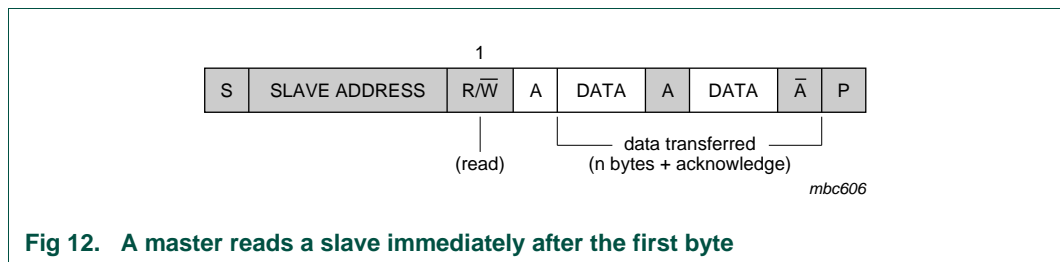 1
S SLAVE ADDRESS R/W̅ A DATA A DATA A̅ P
data transferred
(read) (n bytes + acknowledge)
mbc606
Fig 12. A master reads a slave immediately after the first byte